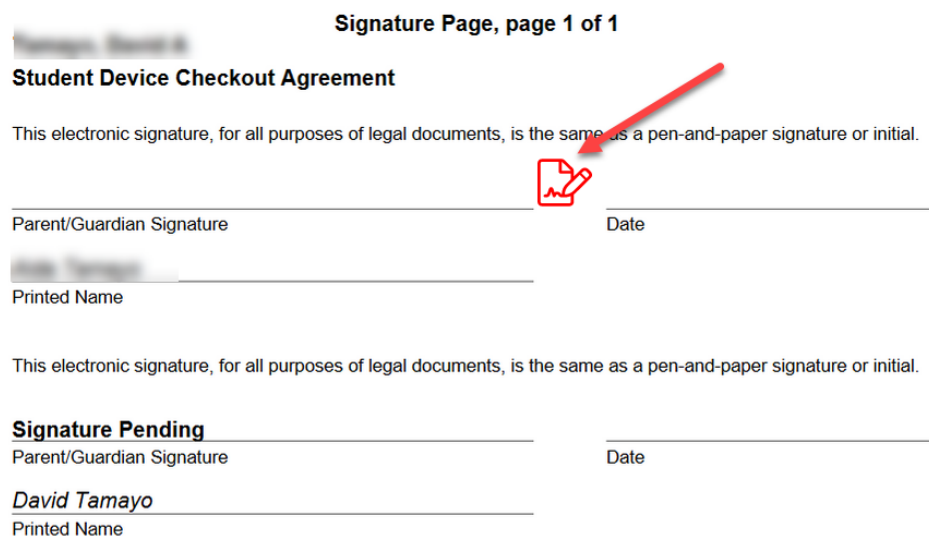 Signature Page, page 1 of 1
Student Device Checkout Agreement
This electronic signature, for all purposes of legal documents, is the same as a pen-and-paper signature or initial.
Parent/Guardian Signature Date
Printed Name
This electronic signature, for all purposes of legal documents, is the same as a pen-and-paper signature or initial.
Signature Pending
Parent/Guardian Signature Date
David Tamayo
Printed Name